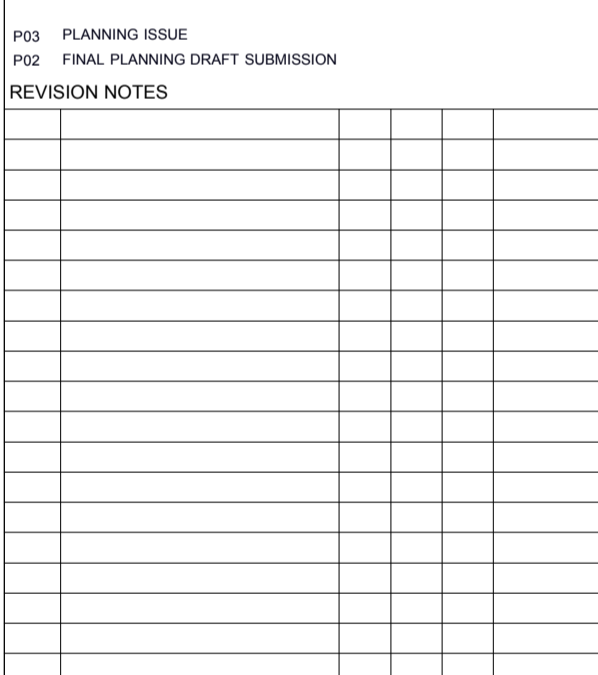 P03 PLANNING ISSUE
P02 FINAL PLANNING DRAFT SUBMISSION
REVISION NOTES